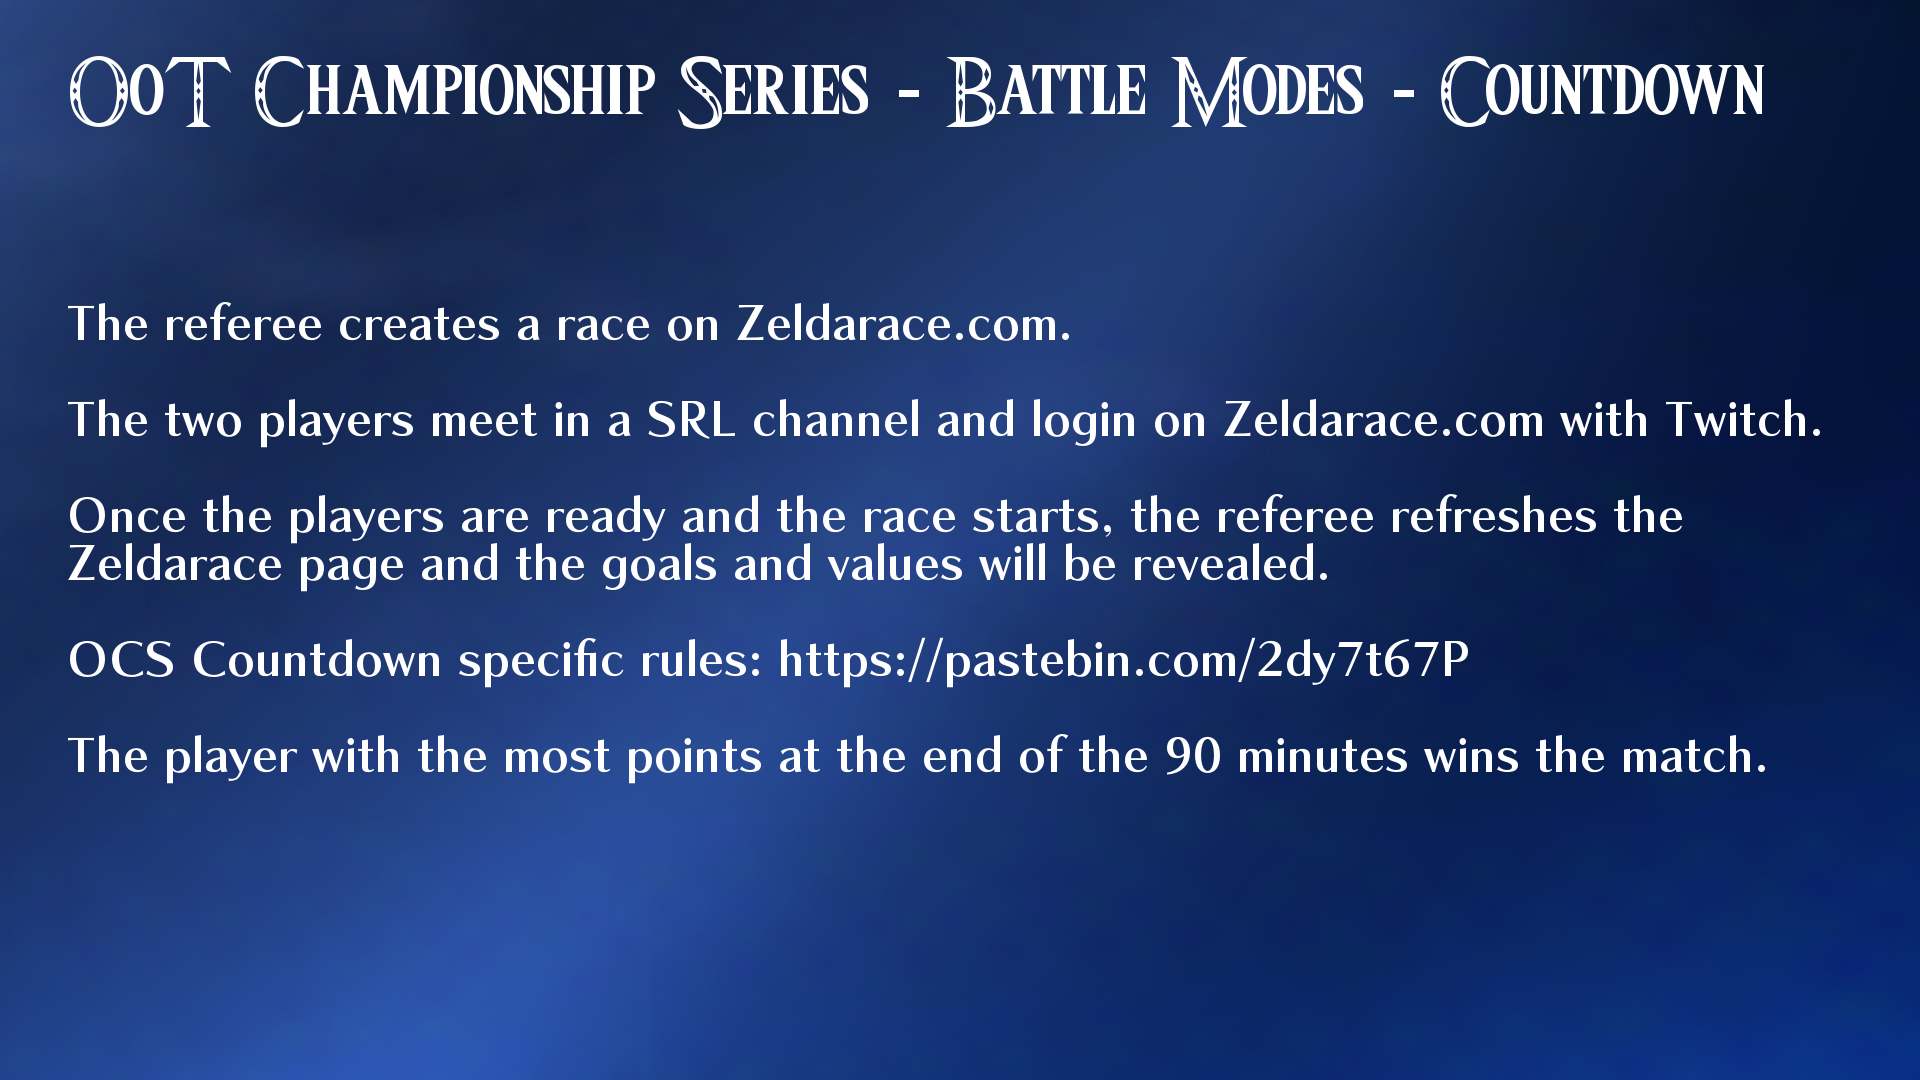 OoT Championship Series - Battle Modes - Countdown
The referee creates a race on Zeldarace.com.
The two players meet in a SRL channel and login on Zeldarace.com with Twitch.
Once the players are ready and the race starts, the referee refreshes the
Zeldarace page and the goals and values will be revealed.
OCS Countdown specific rules: https://pastebin.com/2dy7t67P
The player with the most points at the end of the 90 minutes wins the match.